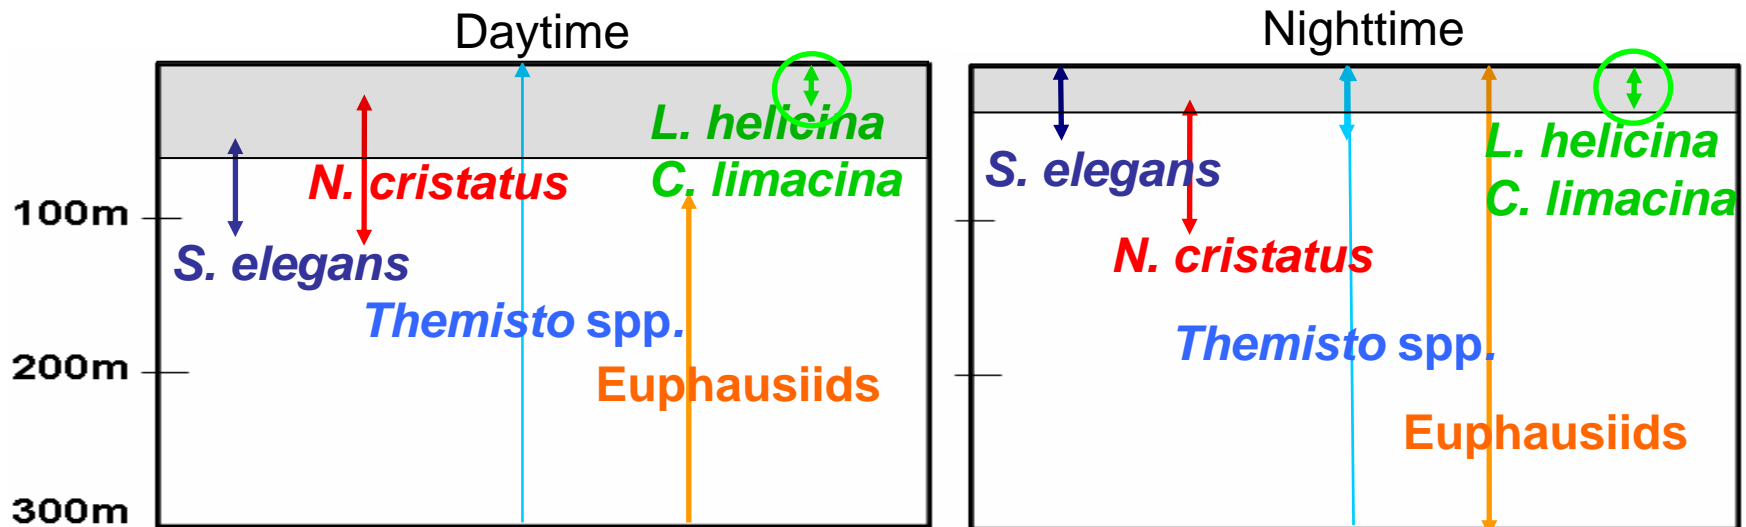 Daytime
L. helicina
C. limacina
N. cristatus
100m
S. elegans
Themisto spp.
200m
Euphausiids
300m
Nighttime
L. helicina
S. elegans
C. limacina
N. cristatus
Themisto spp.
Euphausiids